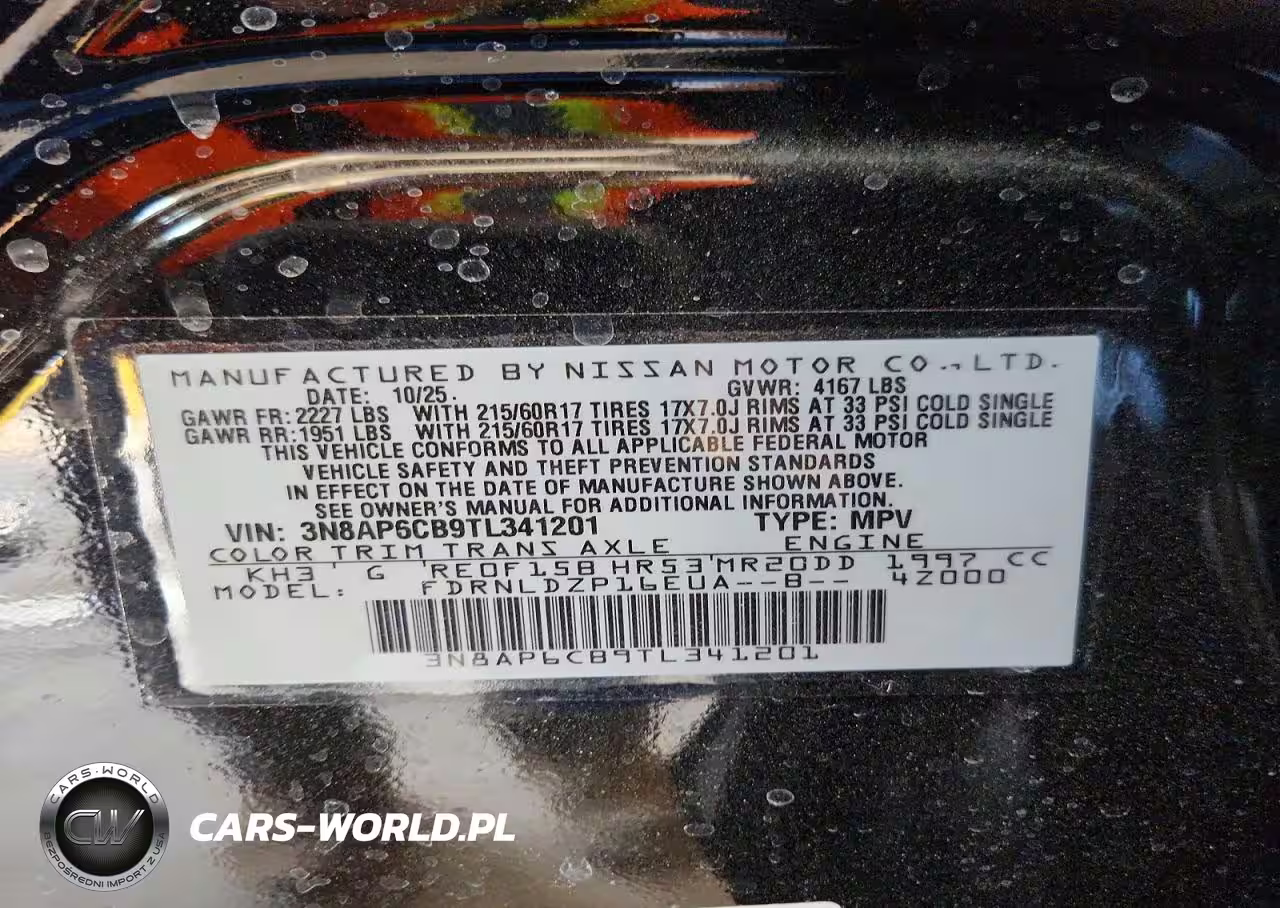 MANUFACTURED BY NISSAN MOTOR CO., LTD.
DATE: 10/25. GVWR: 4167 LBS
GAWR FR: 2227 LBS WITH 215/60R17 TIRES 17X7.0J RIMS AT 33 PSI COLD SINGLE
GAWR RR: 1951 LBS WITH 215/60R17 TIRES 17X7.0J RIMS AT 33 PSI COLD SINGLE
THIS VEHICLE CONFORMS TO ALL APPLICABLE FEDERAL MOTOR
VEHICLE SAFETY AND THEFT PREVENTION STANDARDS
IN EFFECT ON THE DATE OF MANUFACTURE SHOWN ABOVE.
SEE OWNER'S MANUAL FOR ADDITIONAL INFORMATION.
VIN: 3N8AP6CB9TL341201 TYPE: MPV
COLOR TRIM TRANS AXLE ENGINE
KH3 G RE0F15B HR53 MR20DD 1997 CC
MODEL: FDRNLDZP16EUA--B-- 4Z000
3N8AP6CB9TL341201
CARS-WORLD
CW
BEZPOŚREDNI IMPORT Z USA
CARS-WORLD.PL